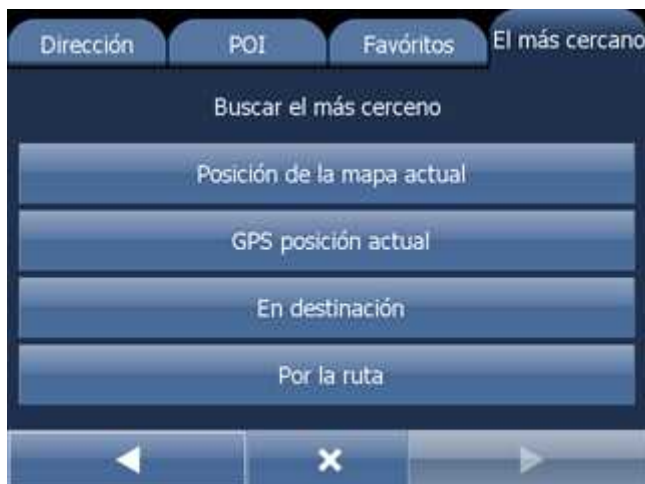 Dirección POI Favóritos El más cercano
Buscar el más cerceno
Posición de la mapa actual
GPS posición actual
En destinación
Por la ruta